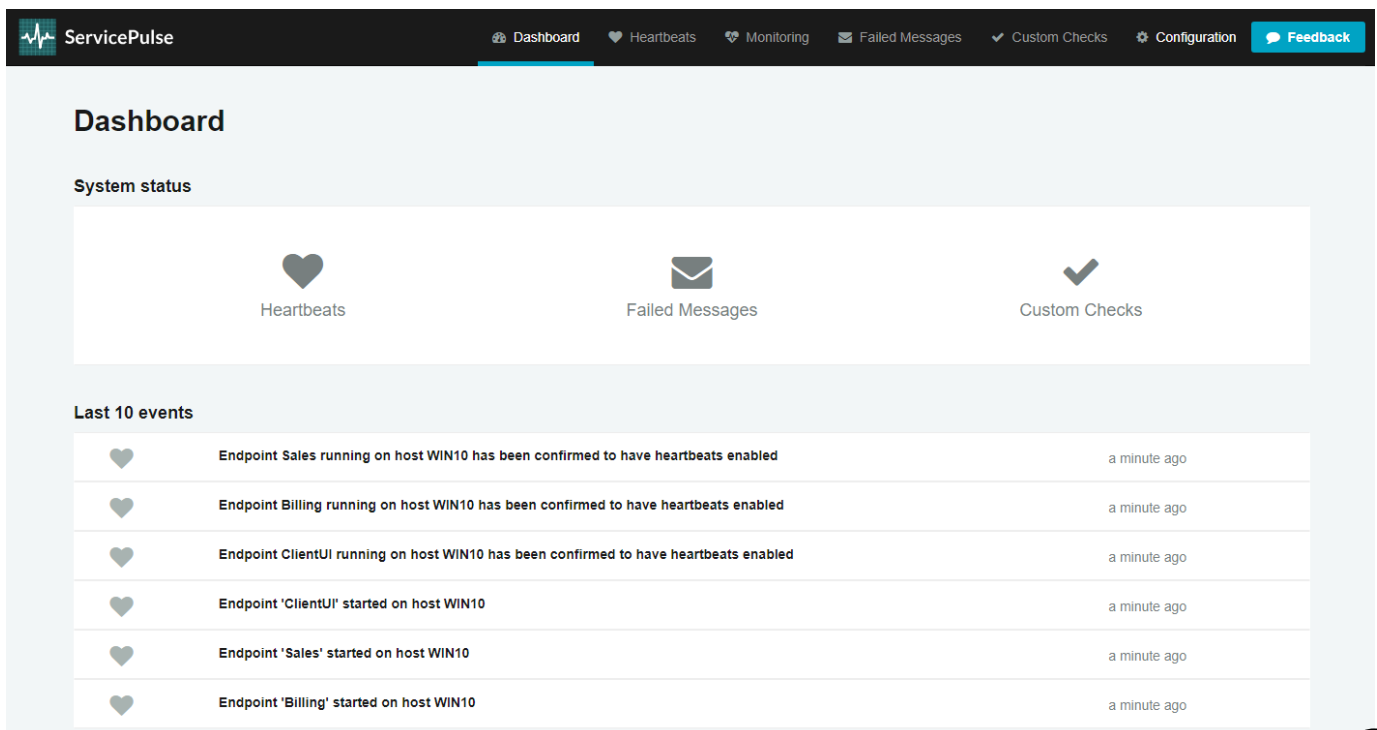 ServicePulse Dashboard Heartbeats Monitoring Failed Messages Custom Checks Configuration Feedback
Dashboard
System status
Heartbeats Failed Messages Custom Checks
Last 10 events
Endpoint Sales running on host WIN10 has been confirmed to have heartbeats enabled a minute ago
Endpoint Billing running on host WIN10 has been confirmed to have heartbeats enabled a minute ago
Endpoint ClientUI running on host WIN10 has been confirmed to have heartbeats enabled a minute ago
Endpoint 'ClientUI' started on host WIN10 a minute ago
Endpoint 'Sales' started on host WIN10 a minute ago
Endpoint 'Billing' started on host WIN10 a minute ago